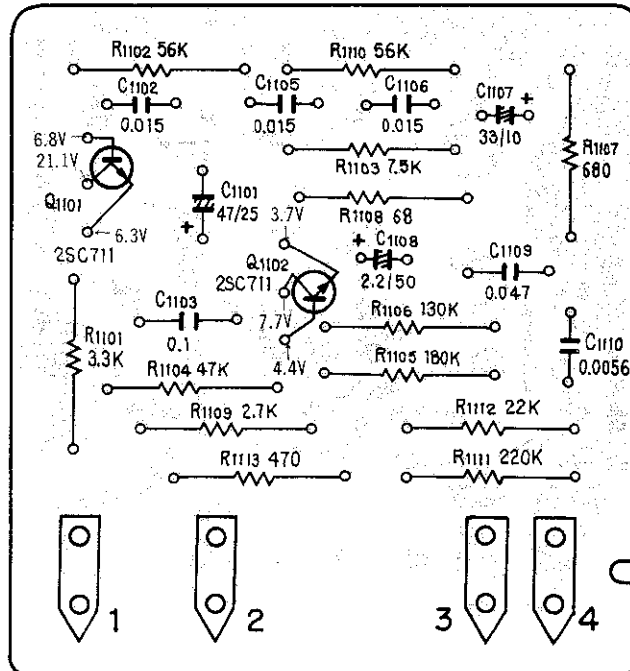 R1102 56K
R1110 56K
C1102
0.015
C1105
0.015
C1106
0.015
C1107
+
33/10
6.8V
21.1V
Q1101
6.3V
2SC711
R1103 7.5K
R1107
680
C1101
47/25
+
R1108 68
3.7V
+
C1108
2.2/50
Q1102
2SC711
C1109
0.047
7.7V
4.4V
C1103
0.1
R1106 130K
R1101
3.3K
R1105 180K
C1110
0.0056
R1104 47K
R1109 2.7K
R1112 22K
R1113 470
R1111 220K
1
2
3
4